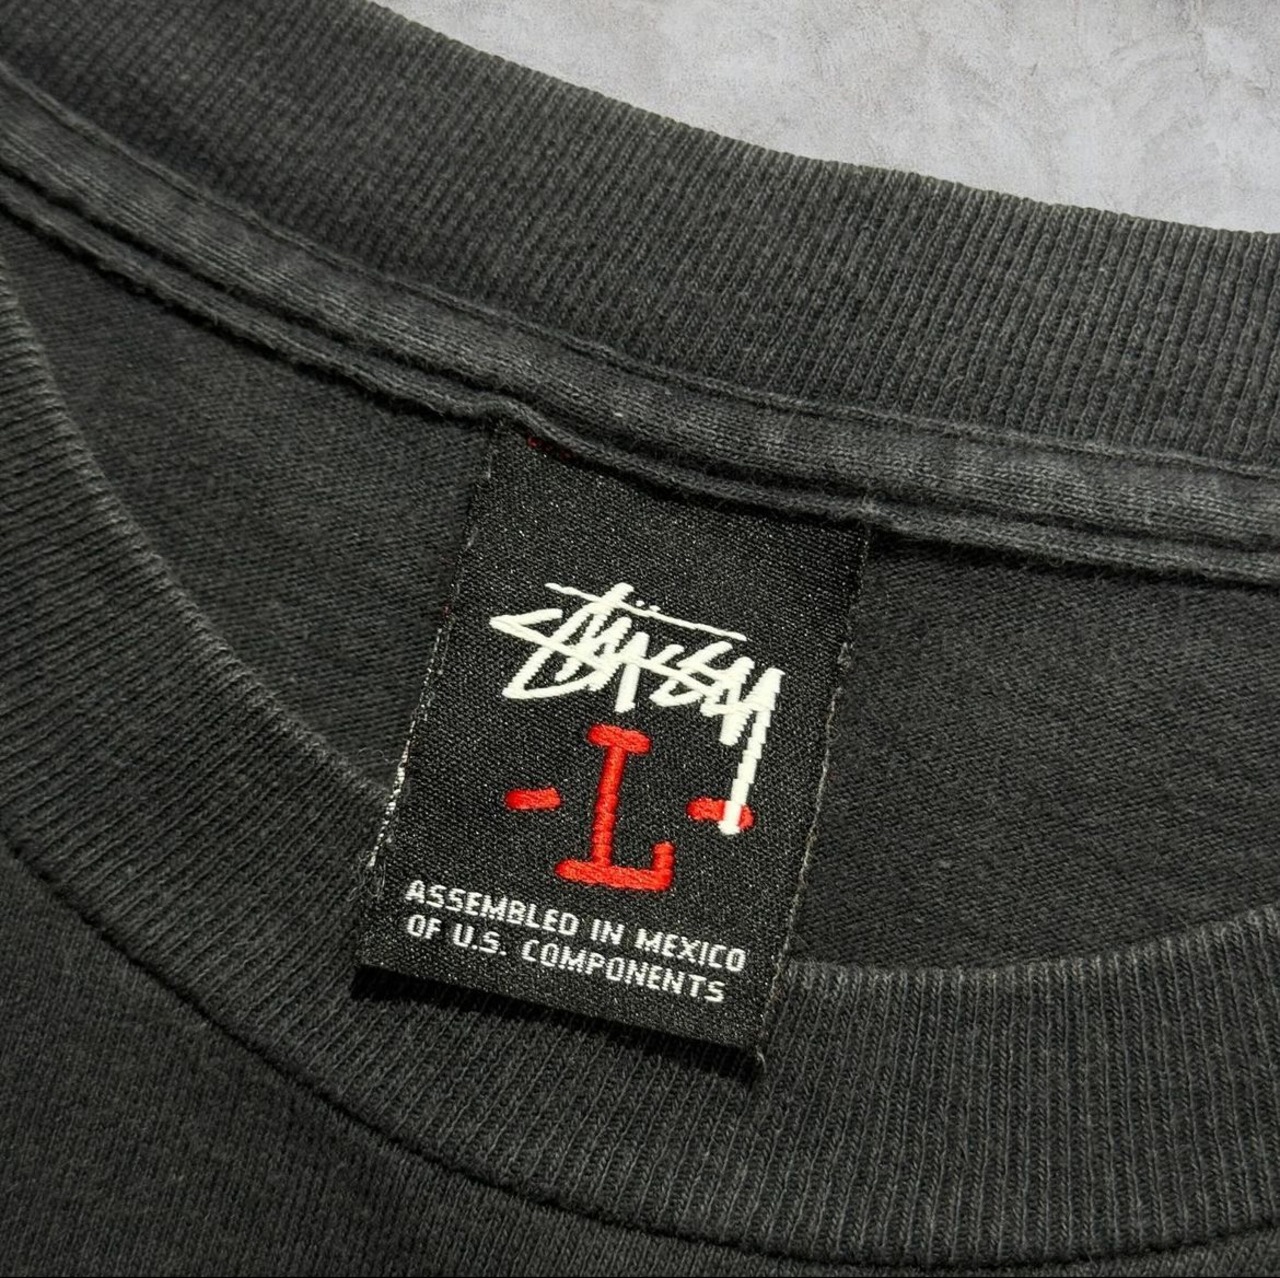 Stüssy
-L-
ASSEMBLED IN MEXICO
OF U.S. COMPONENTS